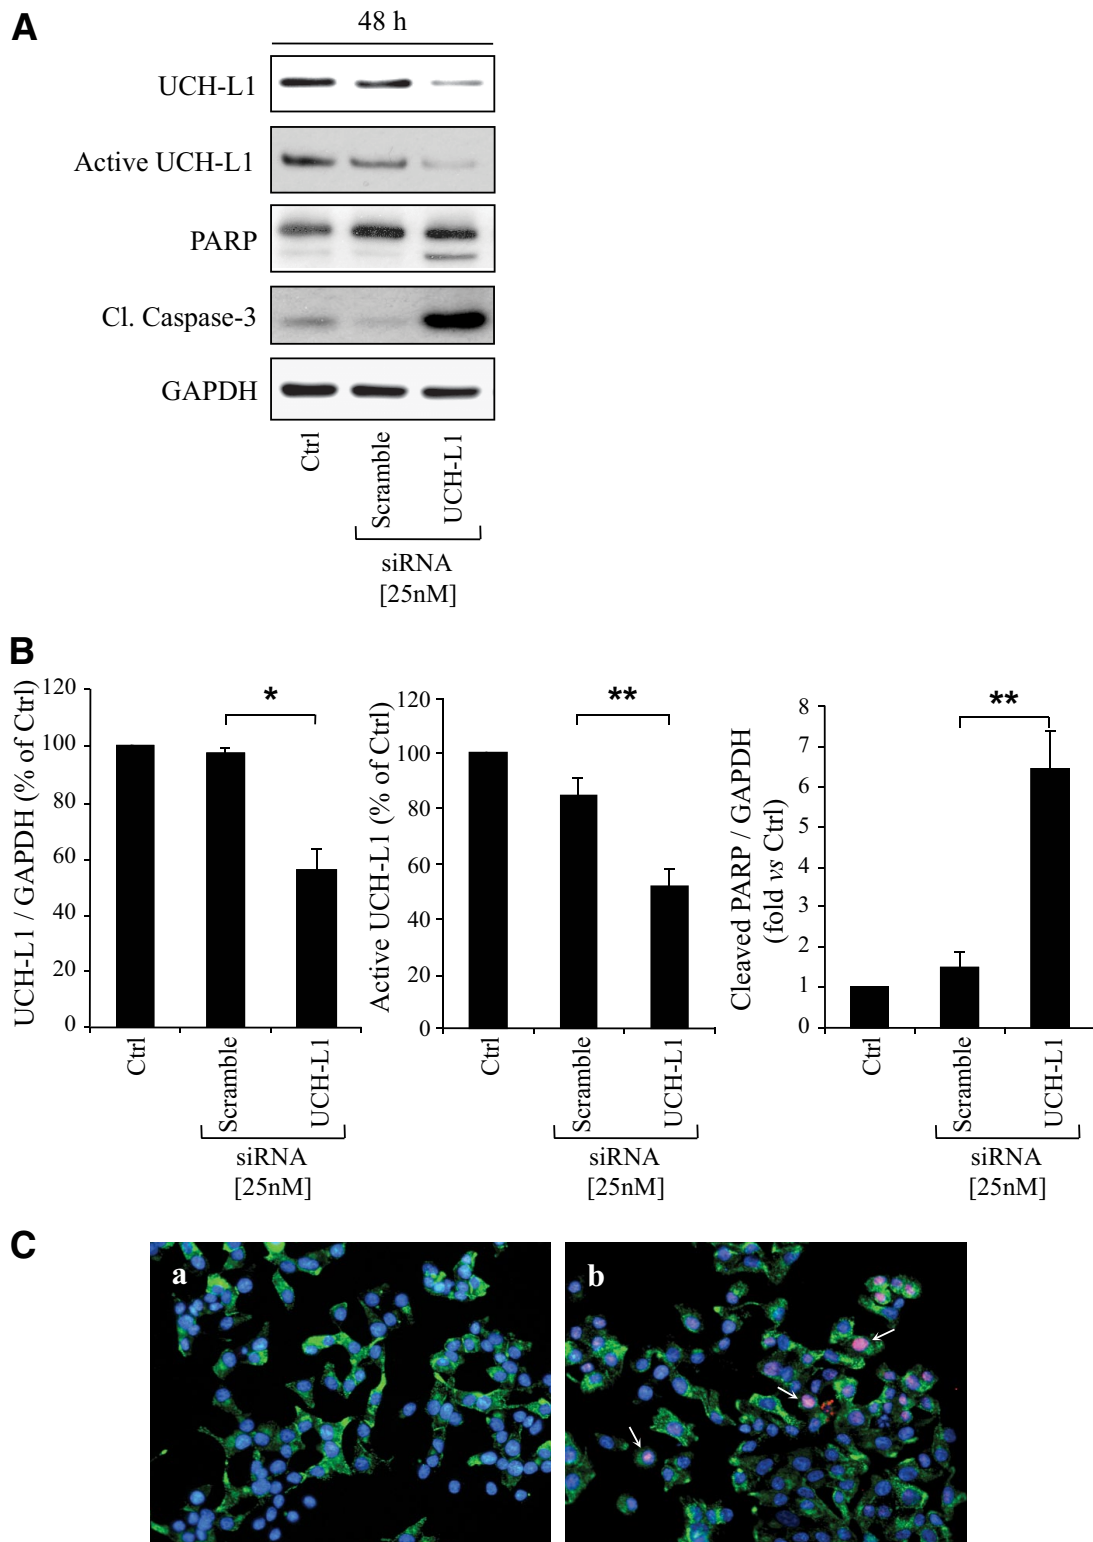 A
48 h
UCH-L1
Active UCH-L1
PARP
Cl. Caspase-3
GAPDH
Ctrl
Scramble
UCH-L1
siRNA
[25nM]
B
UCH-L1 / GAPDH (% of Ctrl)
120
100
80
60
40
20
0
*
Ctrl
Scramble
UCH-L1
siRNA
[25nM]
Active UCH-L1 (% of Ctrl)
120
100
80
60
40
20
0
**
Ctrl
Scramble
UCH-L1
siRNA
[25nM]
Cleaved PARP / GAPDH
(fold vs Ctrl)
8
7
6
5
4
3
2
1
0
**
Ctrl
Scramble
UCH-L1
siRNA
[25nM]
C
a
b